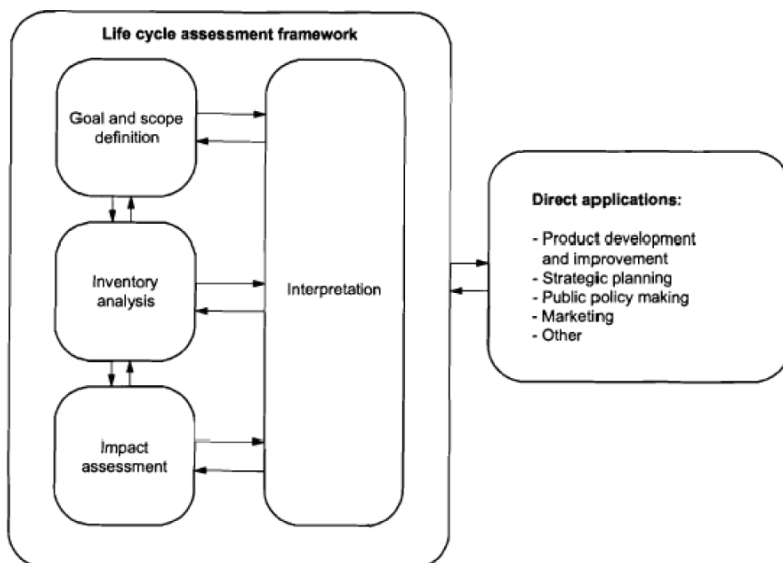 Life cycle assessment framework
Goal and scope
definition
Inventory
analysis
Impact
assessment
Interpretation
Direct applications:
- Product development
and improvement
- Strategic planning
- Public policy making
- Marketing
- Other